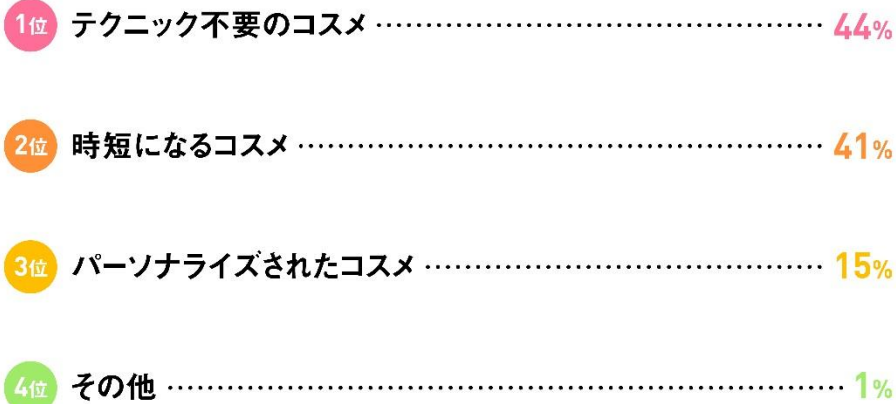 1位 テクニック不要のコスメ ………………………………… 44%
2位 時短になるコスメ ………………………………………… 41%
3位 パーソナライズされたコスメ ……………………………… 15%
4位 その他 …………………………………………………… 1%